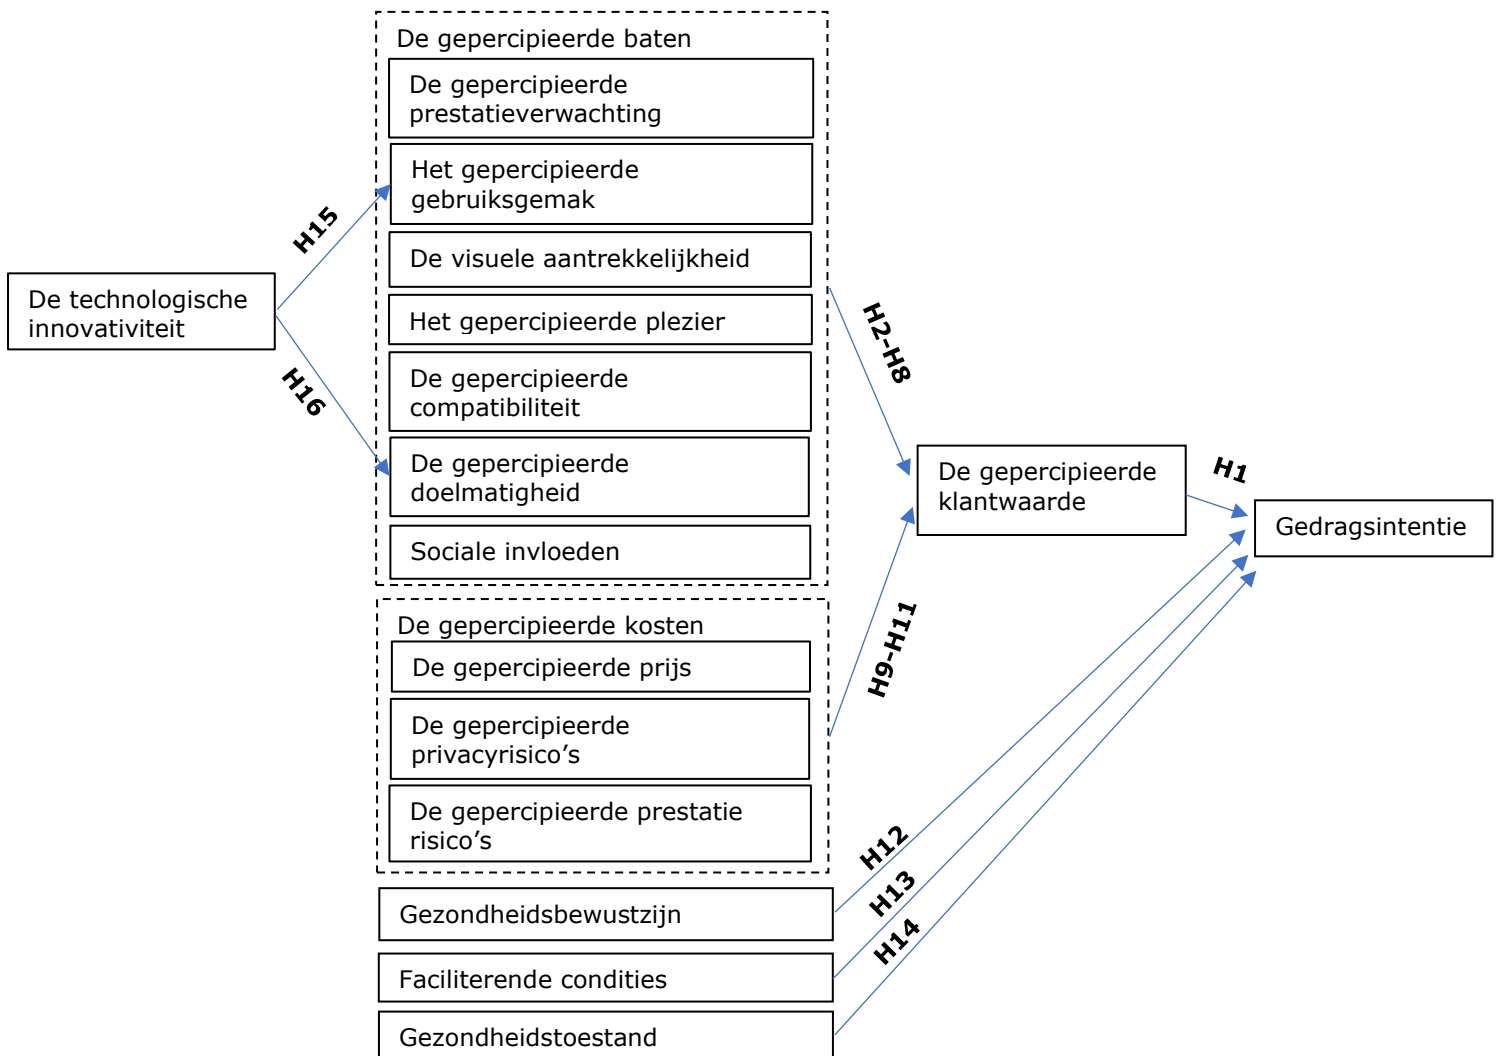 De gepercipieerde baten
De gepercipieerde
prestatieverwachting
Het gepercipieerde
gebruiksgemak
De visuele aantrekkelijkheid
Het gepercipieerde plezier
De gepercipieerde
compatibiliteit
De gepercipieerde
doelmatigheid
Sociale invloeden
De technologische
innovativiteit
H15
H16
H2-H8
De gepercipieerde kosten
De gepercipieerde prijs
De gepercipieerde
privacyrisico’s
De gepercipieerde prestatie
risico’s
H9-H11
De gepercipieerde
klantwaarde
H1
Gedragsintentie
H12
H13
H14
Gezondheidsbewustzijn
Faciliterende condities
Gezondheidstoestand